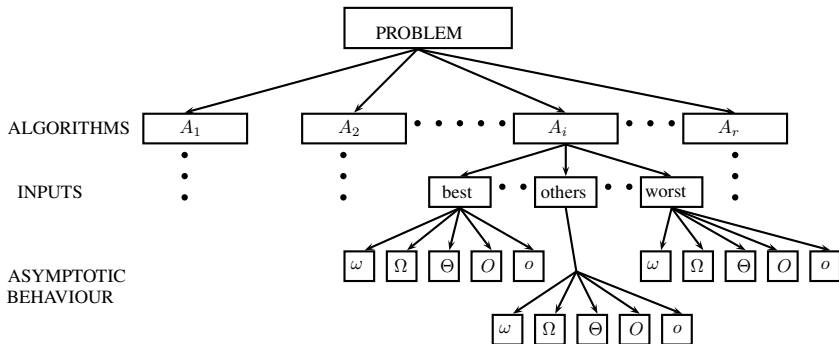 PROBLEM
ALGORITHMS A₁ A₂ Aᵢ Aᵣ
INPUTS best others worst
ω Ω Θ O o ω Ω Θ O o
ASYMPTOTIC
BEHAVIOUR
ω Ω Θ O o